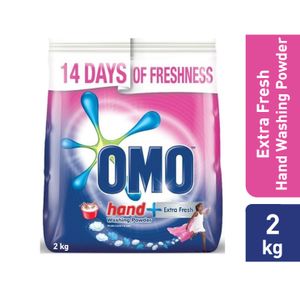 14 DAYS OF FRESHNESS
OMO
hand + Extra Fresh
Washing Powder
2 kg
Extra Fresh
Hand Washing Powder
2
kg